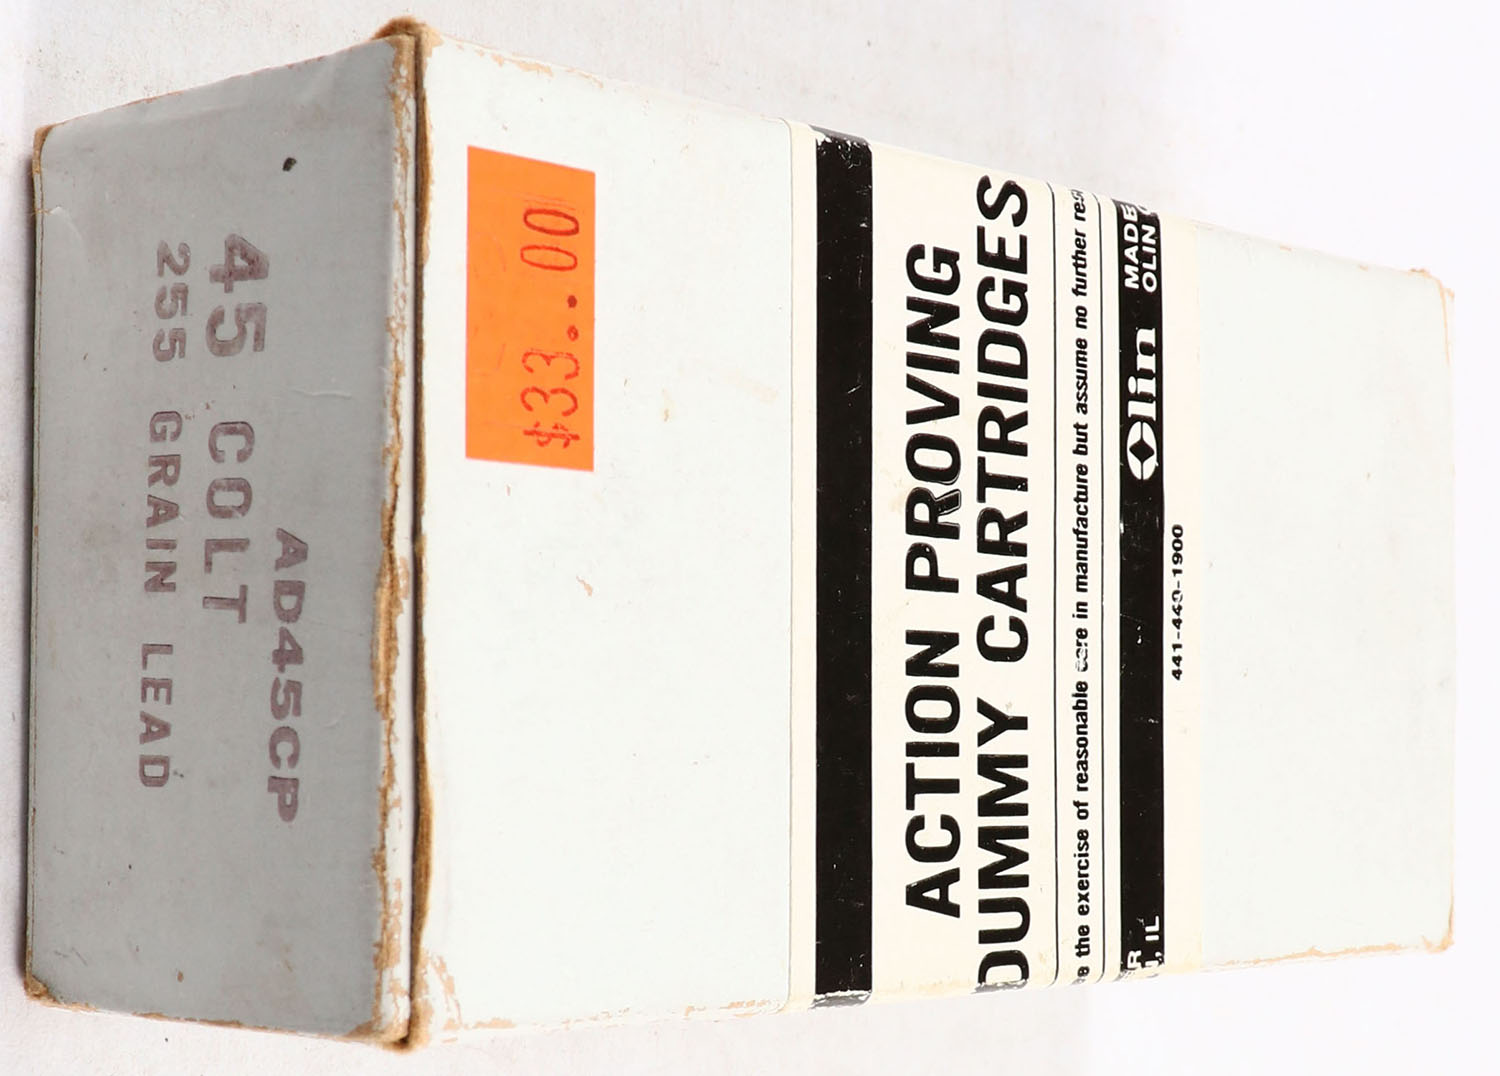 AD45CP
45 COLT
255 GRAIN LEAD
$33..00
ACTION PROVING
DUMMY CARTRIDGES
the exercise of reasonable care in manufacture but assume no further
Olin
MADE
OLIN
R
, IL
441-449-1900